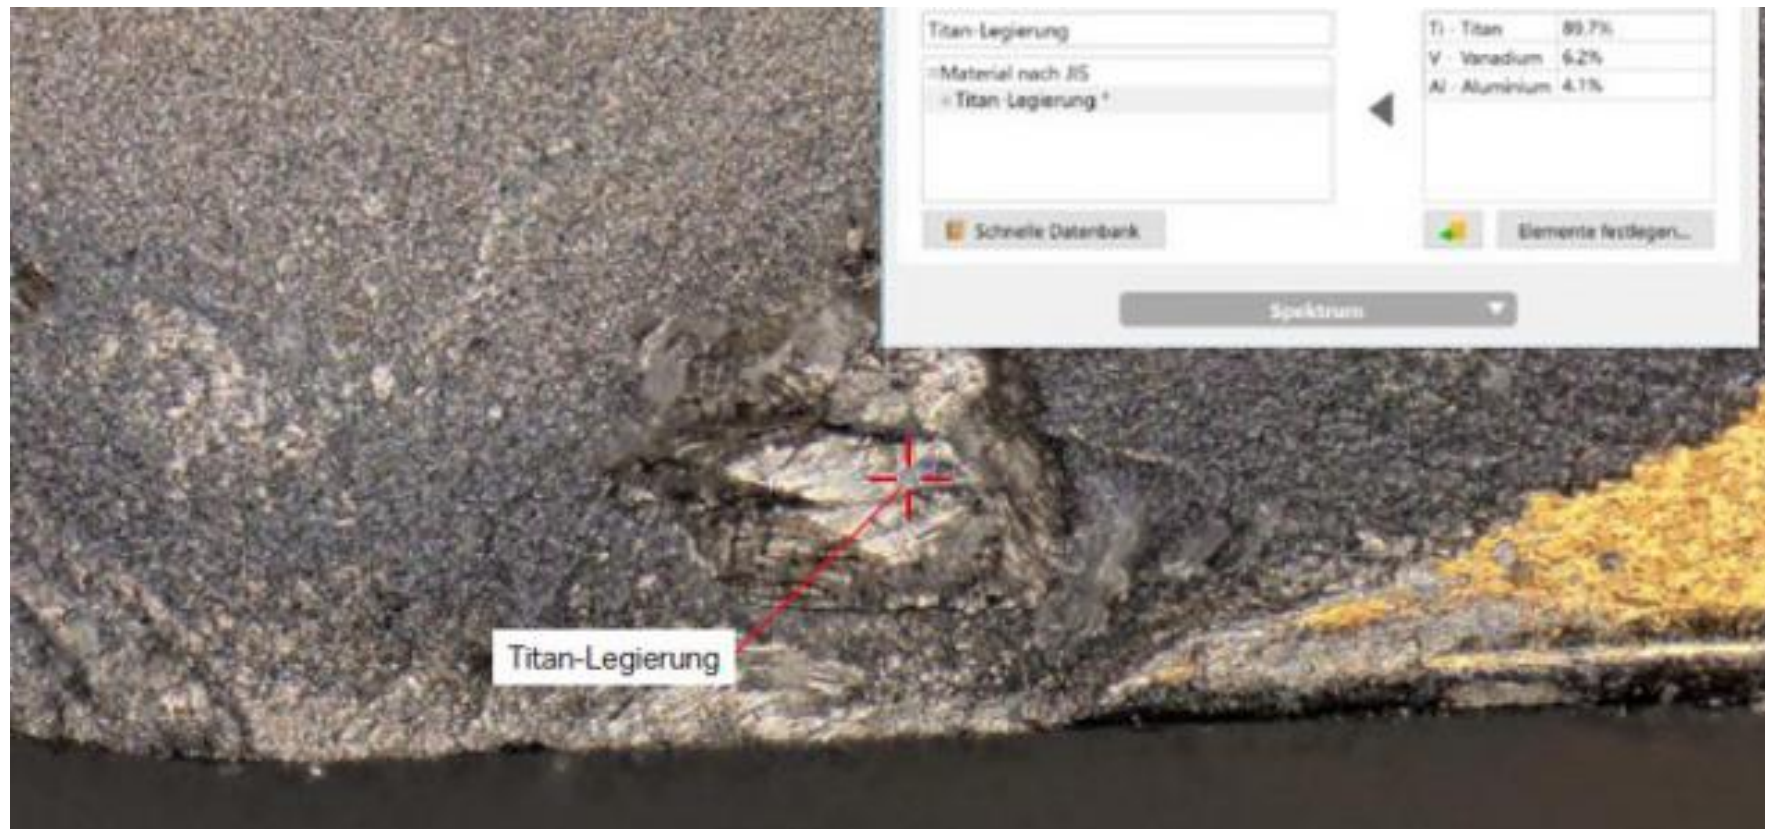 Titan-Legierung
Material nach JIS
Titan-Legierung *
Schnelle Datenbank
Ti - Titan 89.7%
V - Vanadium 6.2%
Al - Aluminium 4.1%
Elemente festlegen...
Spektrum
Titan-Legierung